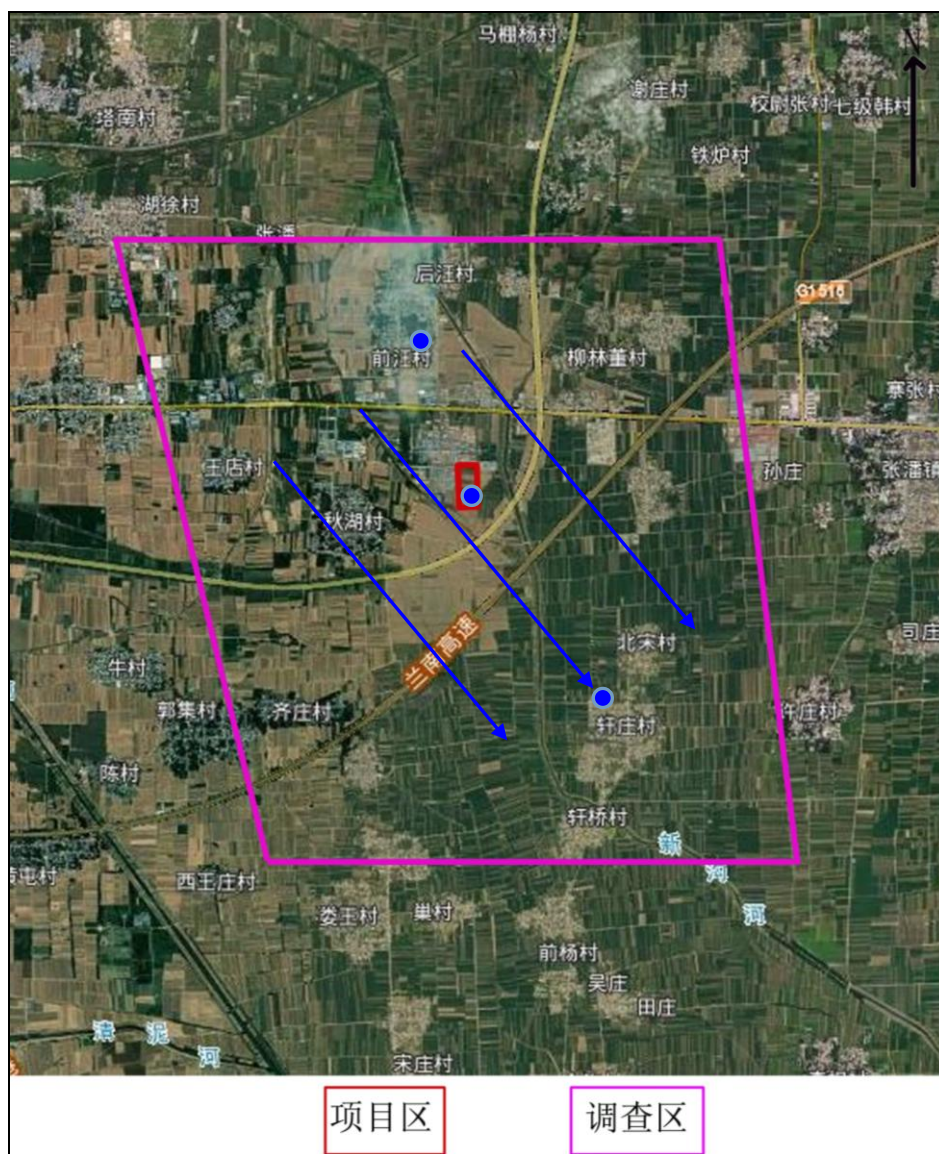 马棚杨村
N
谢庄村
校尉张村
七级韩村
塔南村
铁炉村
湖徐村
张潘
后汪村
G1516
前汪村
柳林董村
寨张村
王店村
孙庄
张潘镇
秋湖村
兰南高速
北宋村
司庄
牛村
郭集村
齐庄村
许庄村
轩庄村
陈村
轩桥村
新河
黄屯村
西王庄村
娄王村
巢村
河
前杨村
吴庄
田庄
漳泥河
宋庄村
项目区
调查区